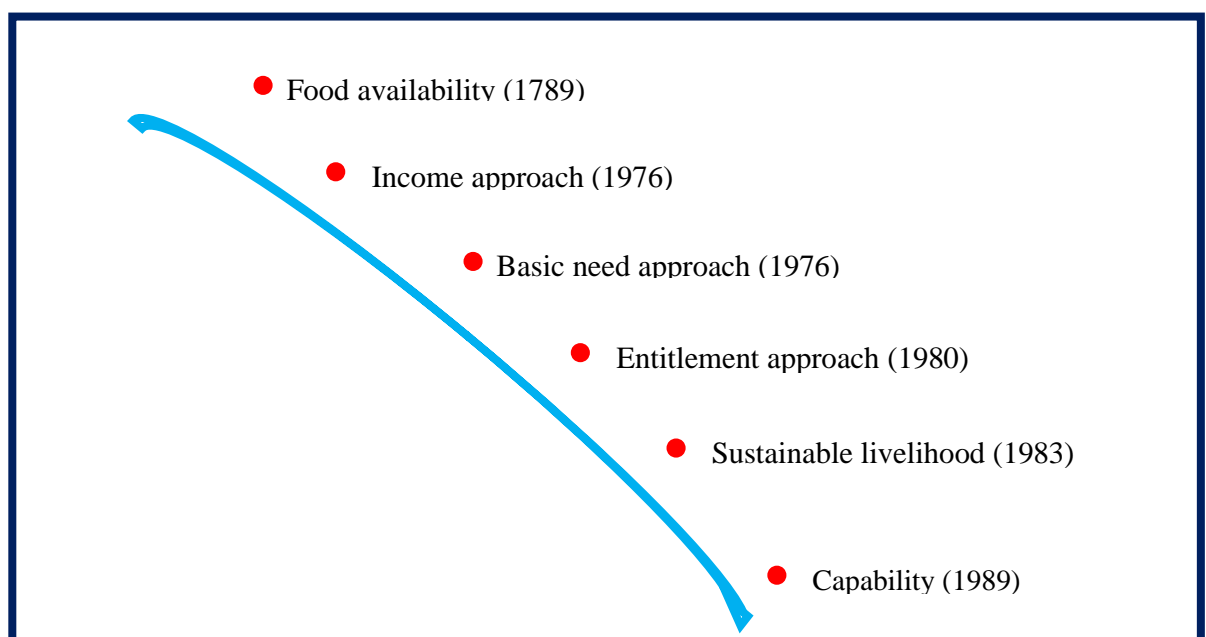 Food availability (1789)
Income approach (1976)
Basic need approach (1976)
Entitlement approach (1980)
Sustainable livelihood (1983)
Capability (1989)